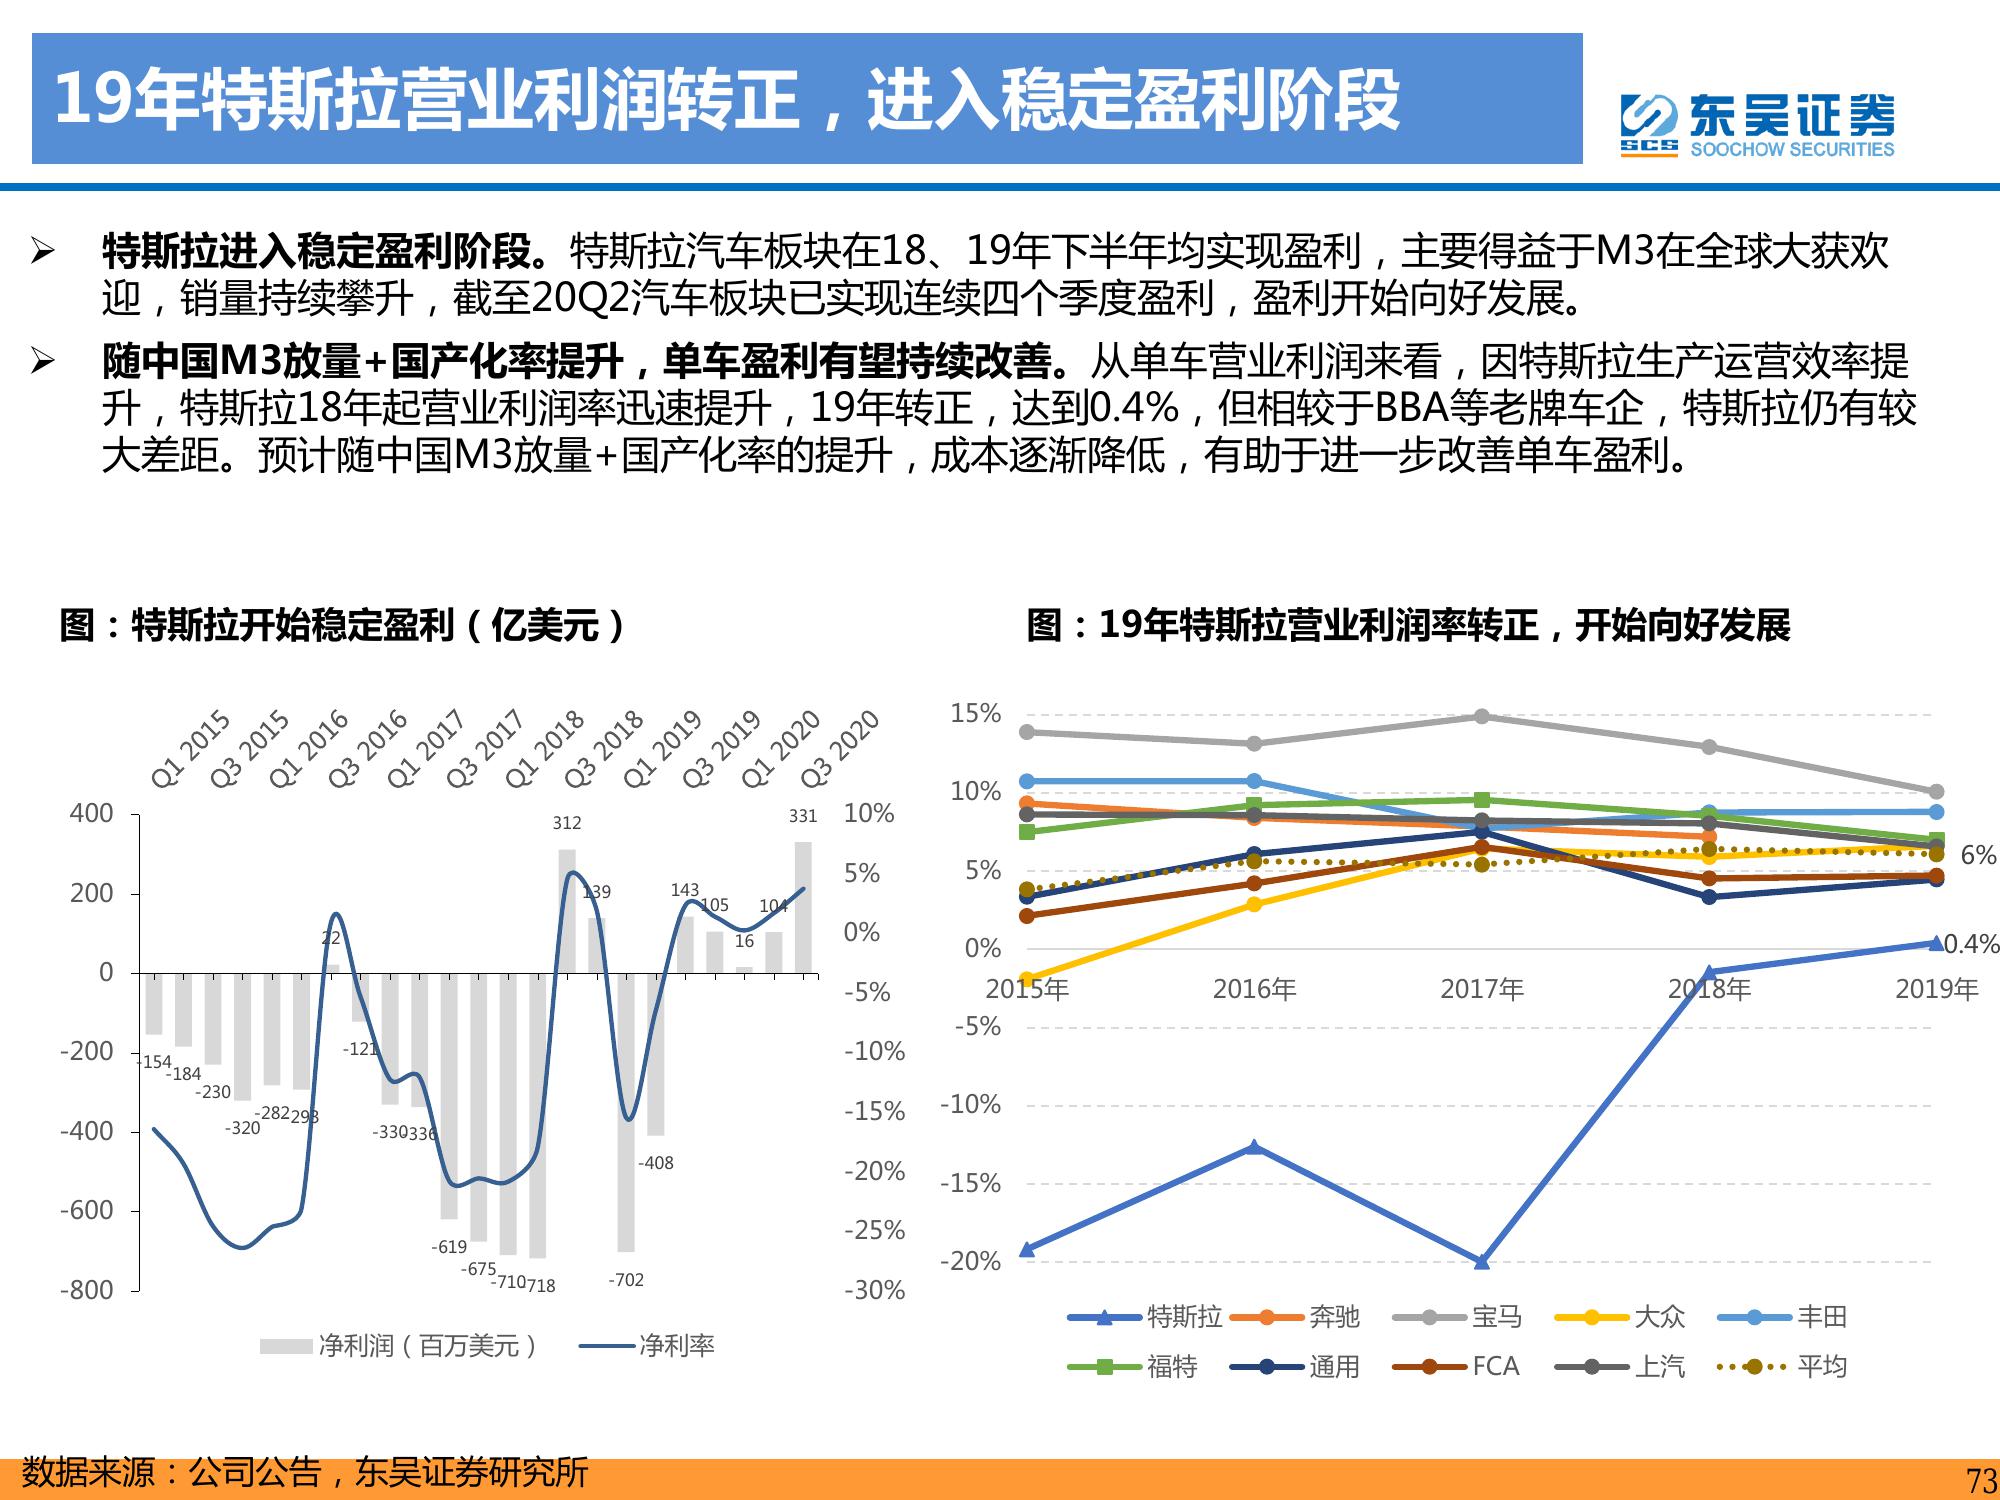 19年特斯拉营业利润转正，进入稳定盈利阶段
东吴证券
SCS
SOOCHOW SECURITIES
特斯拉进入稳定盈利阶段。特斯拉汽车板块在18、19年下半年均实现盈利，主要得益于M3在全球大获欢
迎，销量持续攀升，截至20Q2汽车板块已实现连续四个季度盈利，盈利开始向好发展。
随中国M3放量+国产化率提升，单车盈利有望持续改善。从单车营业利润来看，因特斯拉生产运营效率提
升，特斯拉18年起营业利润率迅速提升，19年转正，达到0.4%，但相较于BBA等老牌车企，特斯拉仍有较
大差距。预计随中国M3放量+国产化率的提升，成本逐渐降低，有助于进一步改善单车盈利。
图：特斯拉开始稳定盈利（亿美元）
Q1 2015 Q3 2015 Q1 2016 Q3 2016 Q1 2017 Q3 2017 Q1 2018 Q3 2018 Q1 2019 Q3 2019 Q1 2020 Q3 2020
400
200
0
-200
-400
-600
-800
10%
5%
0%
-5%
-10%
-15%
-20%
-25%
-30%
-154 -184 -230 -320 -282 -293 22 -121 -330 -336 -619 -675 -710 -718 312 139 -702 -408 143 105 16 104 331
净利润（百万美元） 净利率
图：19年特斯拉营业利润率转正，开始向好发展
15%
10%
5%
0%
-5%
-10%
-15%
-20%
6%
0.4%
2015年 2016年 2017年 2018年 2019年
特斯拉 奔驰 宝马 大众 丰田
福特 通用 FCA 上汽 平均
数据来源：公司公告，东吴证券研究所
73